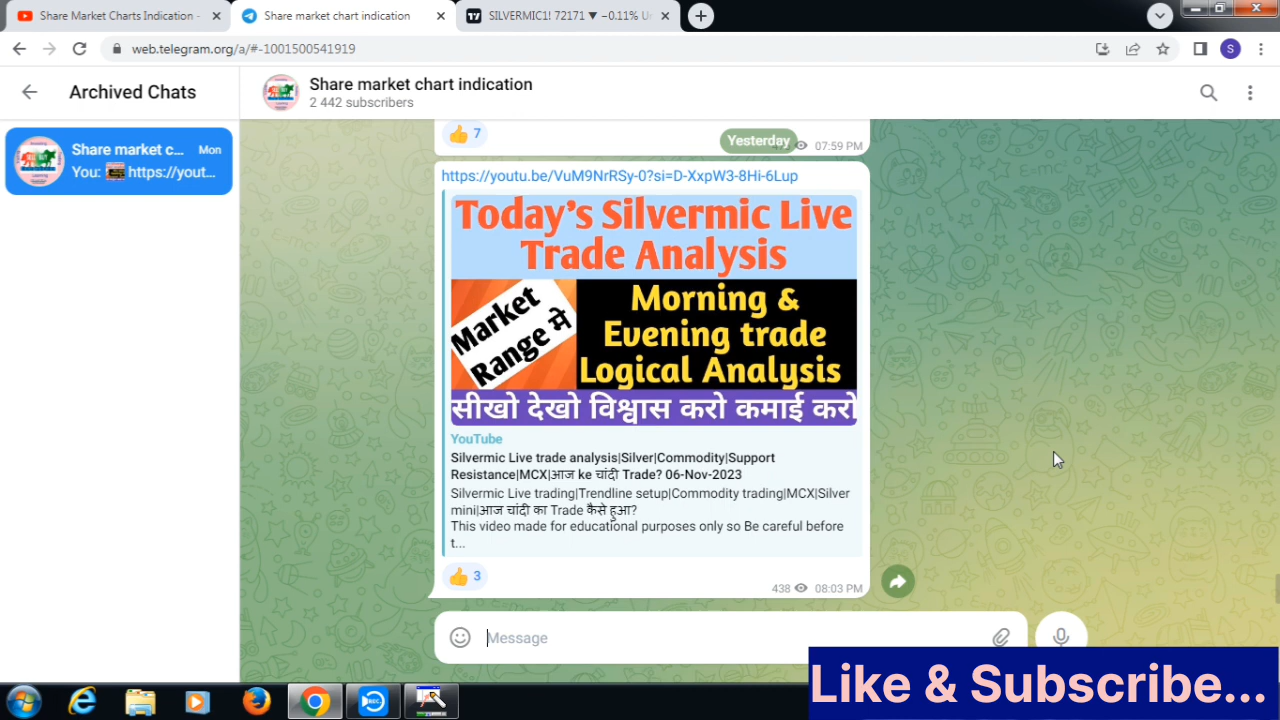 Share Market Charts Indication -
Share market chart indication
SILVERMIC1! 72171 ▼ −0.11% Un
web.telegram.org/a/#-1001500541919
S
Archived Chats
Share market chart indication
2 442 subscribers
Share market c... Mon
You: https://yout...
7
Yesterday
07:59 PM
https://youtu.be/VuM9NrRSy-0?si=D-XxpW3-8Hi-6Lup
Today's Silvermic Live
Trade Analysis
Market
Range मे
Morning &
Evening trade
Logical Analysis
सीखो देखो विश्वास करो कमाई करो
YouTube
Silvermic Live trade analysis|Silver|Commodity|Support
Resistance|MCX|आज ke चांदी Trade? 06-Nov-2023
Silvermic Live trading|Trendline setup|Commodity trading|MCX|Silver
mini|आज चांदी का Trade कैसे हुआ?
This video made for educational purposes only so Be careful before
t...
3
438 08:03 PM
Message
Like & Subscribe...
REC